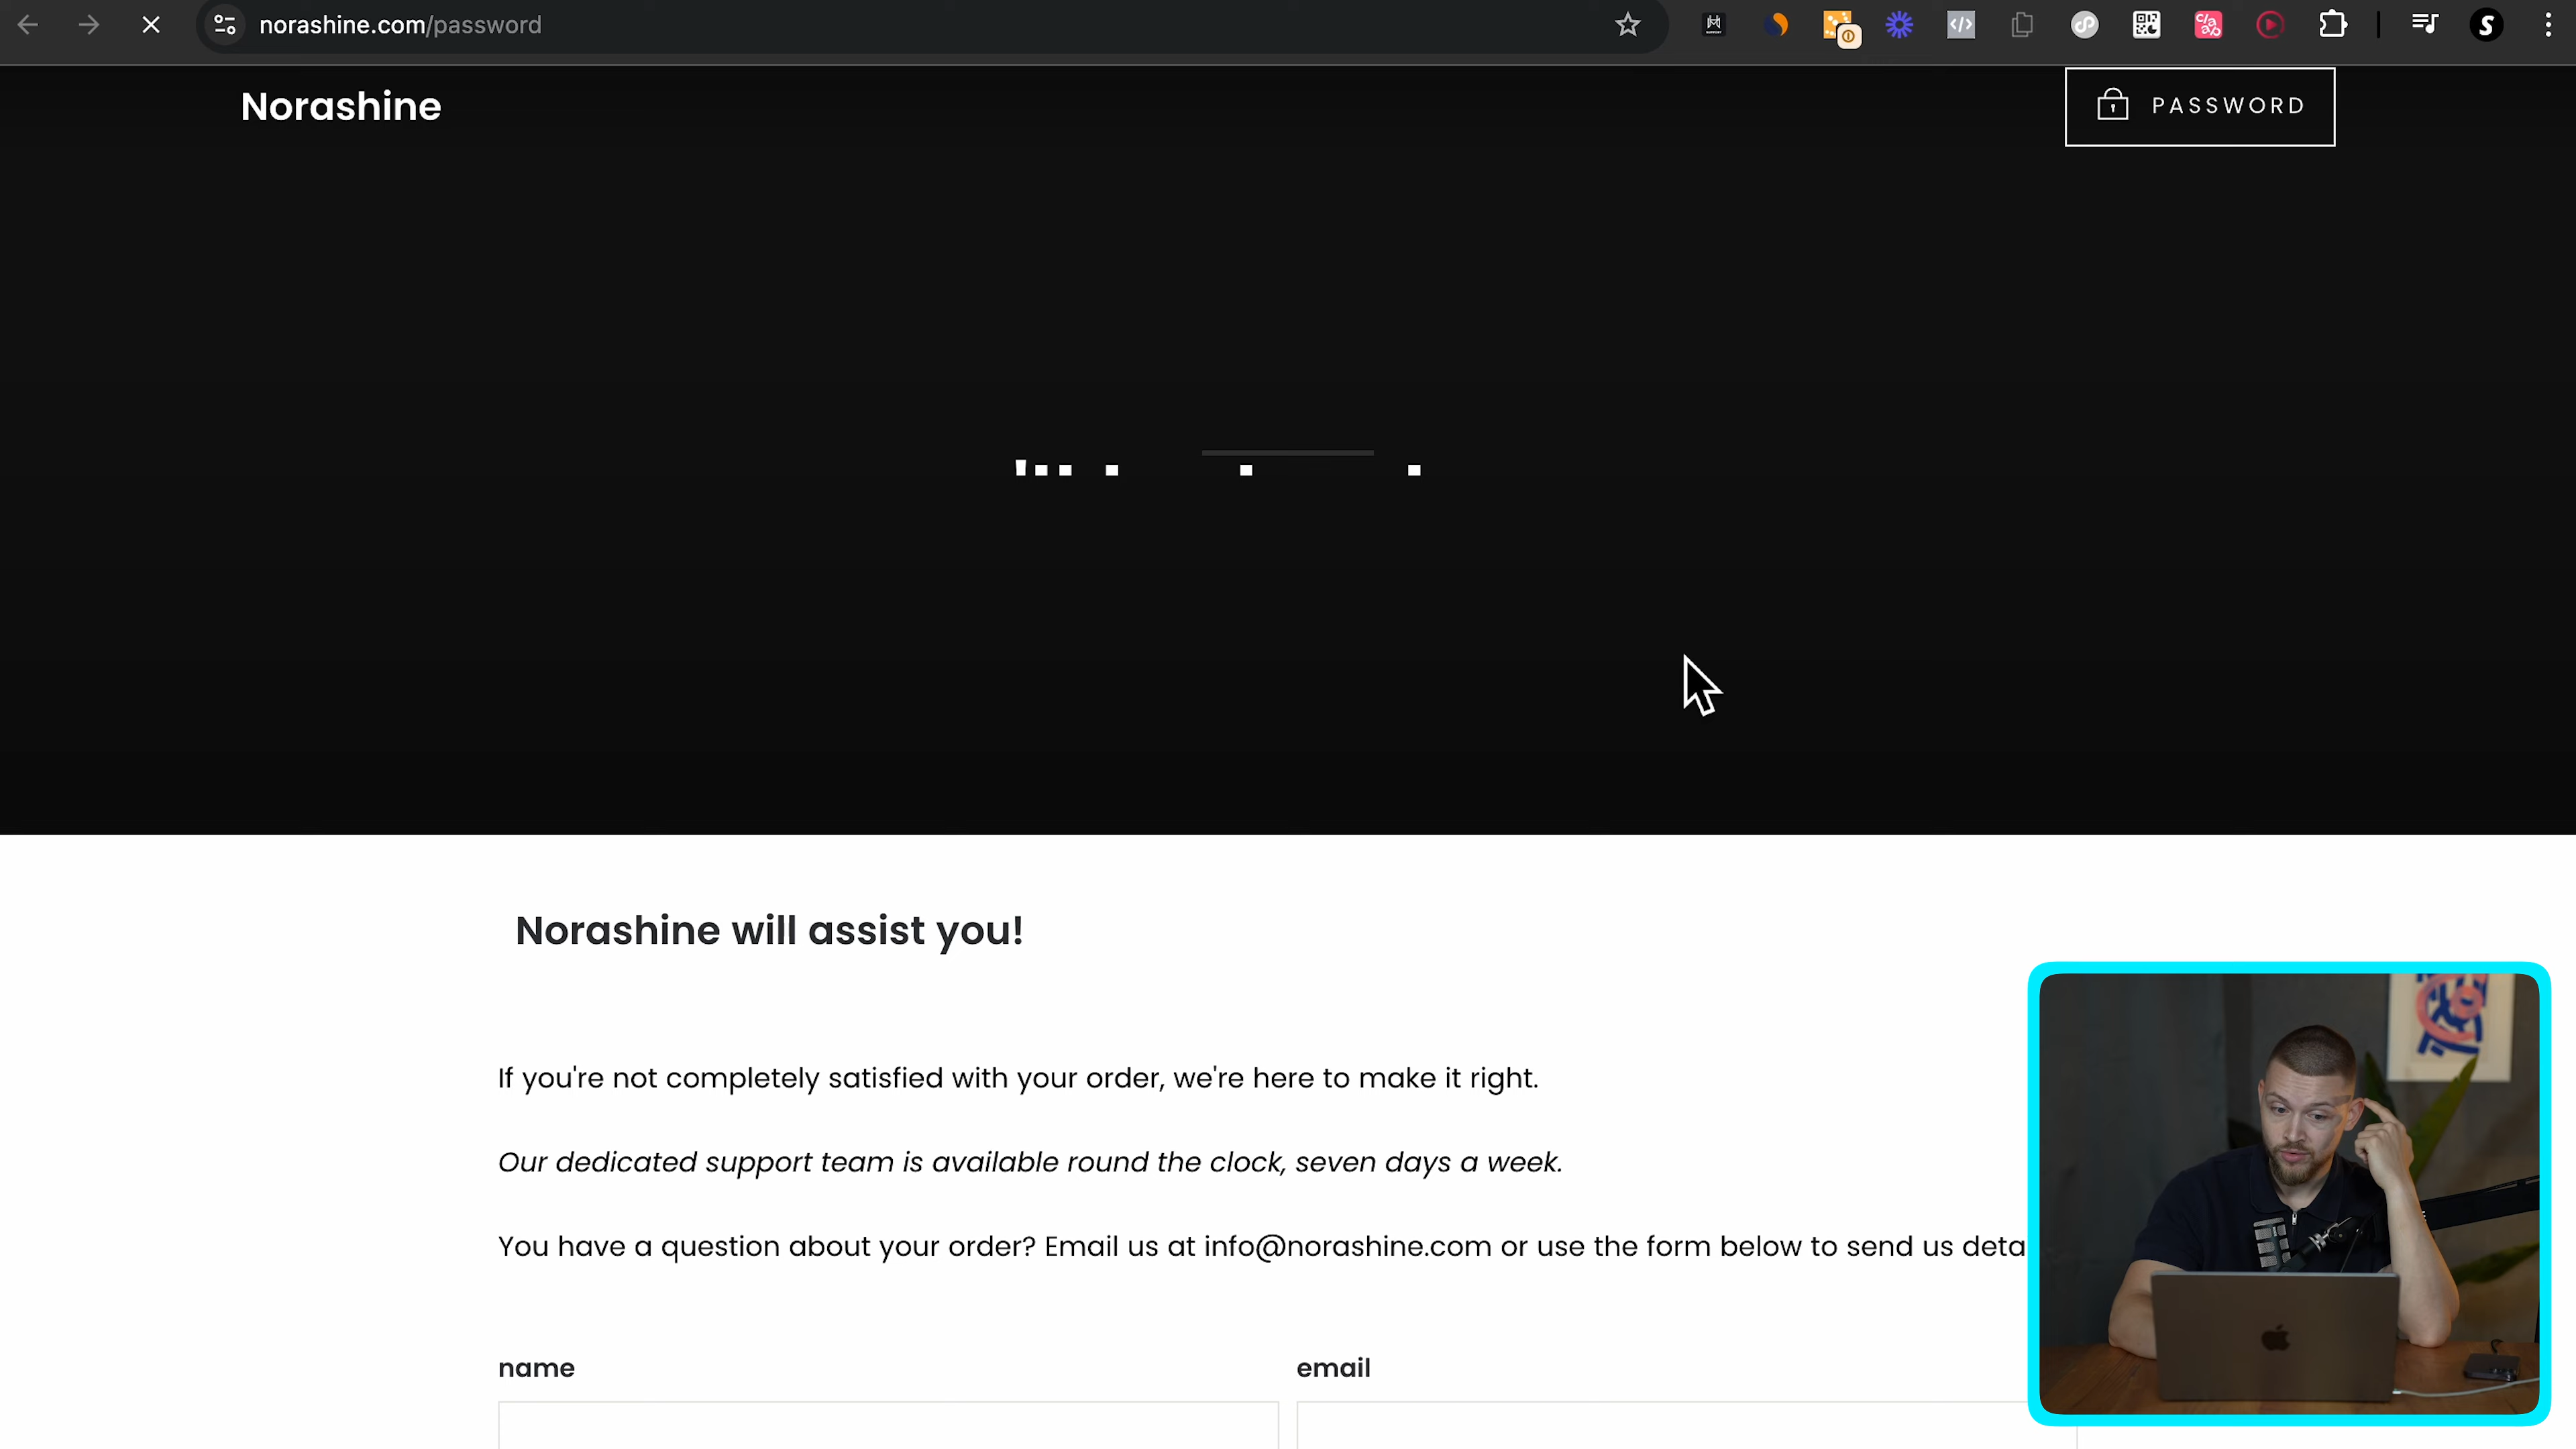 norashine.com/password
Norashine
PASSWORD
Norashine will assist you!
If you're not completely satisfied with your order, we're here to make it right.
Our dedicated support team is available round the clock, seven days a week.
You have a question about your order? Email us at info@norashine.com or use the form below to send us
name
email